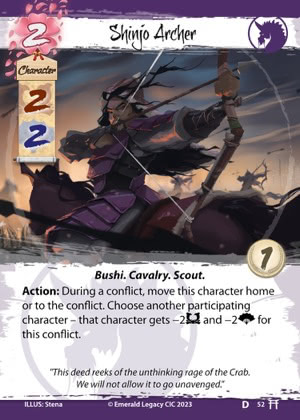 2
Shinjo Archer
Character
2
2
1
Bushi. Cavalry. Scout.
Action: During a conflict, move this character home
or to the conflict. Choose another participating
character – that character gets –2 and –2 for
this conflict.
"This deed reeks of the unthinking rage of the Crab.
We will not allow it to go unavenged."
ILLUS: Stena © Emerald Legacy CIC 2023 D 52